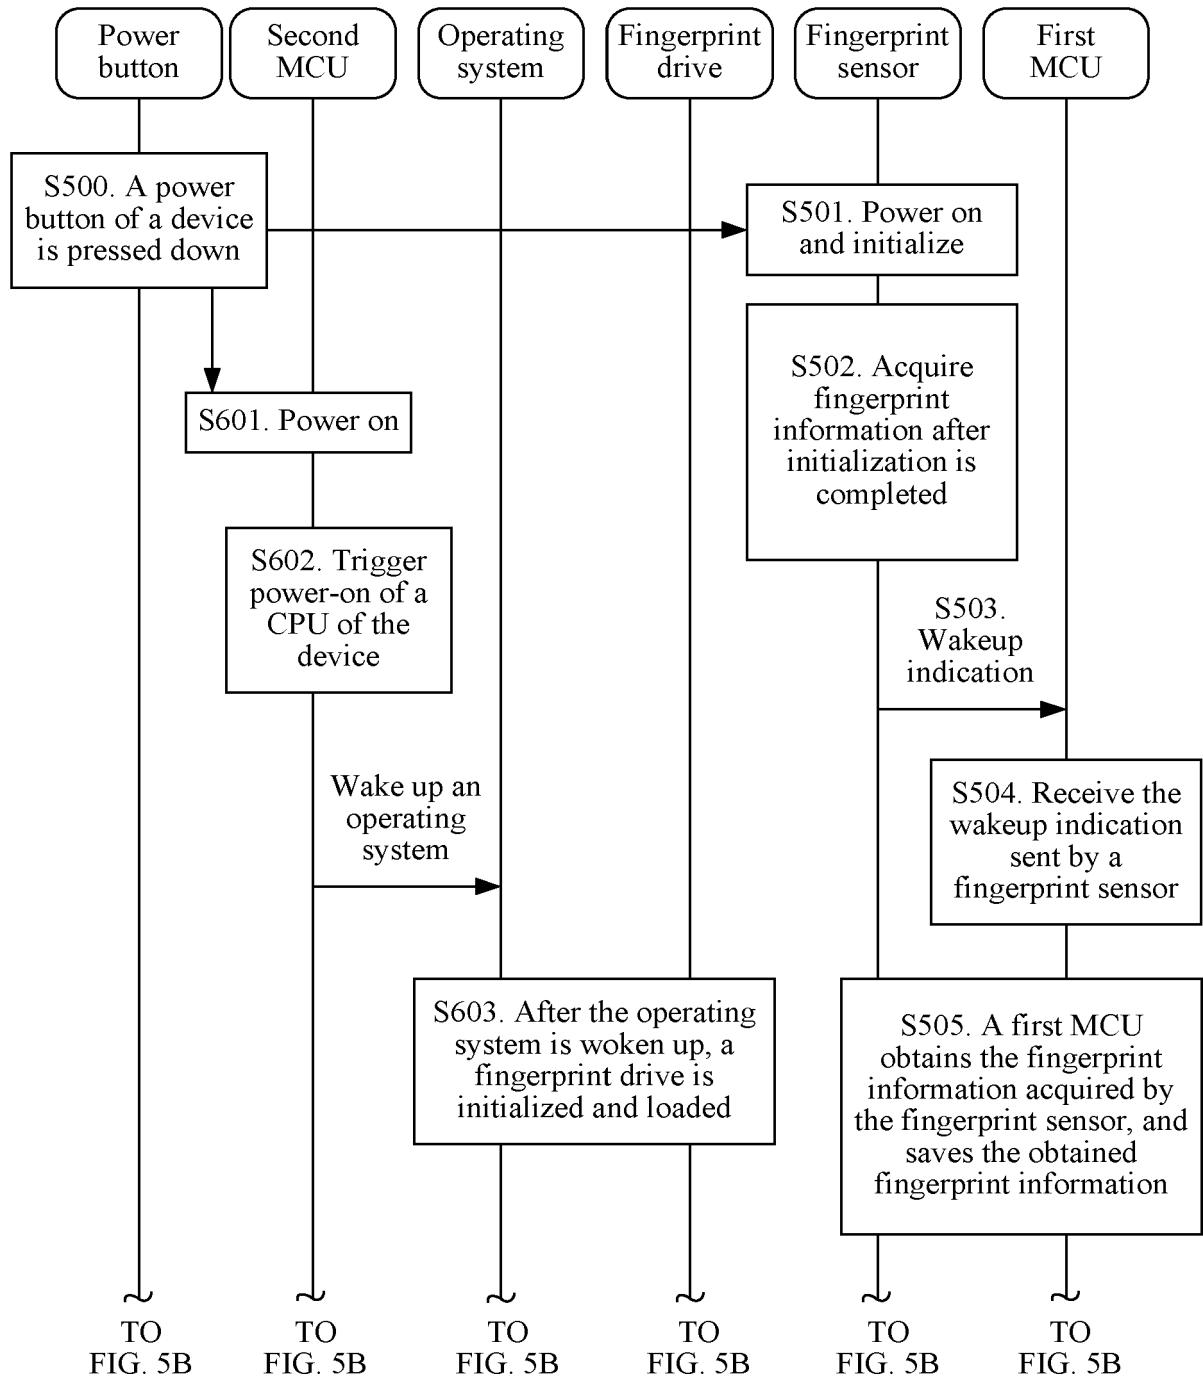 Power
button
Second
MCU
Operating
system
Fingerprint
drive
Fingerprint
sensor
First
MCU
S500. A power
button of a device
is pressed down
S501. Power on
and initialize
S502. Acquire
fingerprint
information after
initialization is
completed
S601. Power on
S602. Trigger
power-on of a
CPU of the
device
S503.
Wakeup
indication
Wake up an
operating
system
S504. Receive the
wakeup indication
sent by a
fingerprint sensor
S603. After the operating
system is woken up, a
fingerprint drive is
initialized and loaded
S505. A first MCU
obtains the fingerprint
information acquired by
the fingerprint sensor, and
saves the obtained
fingerprint information
TO
FIG. 5B
TO
FIG. 5B
TO
FIG. 5B
TO
FIG. 5B
TO
FIG. 5B
TO
FIG. 5B